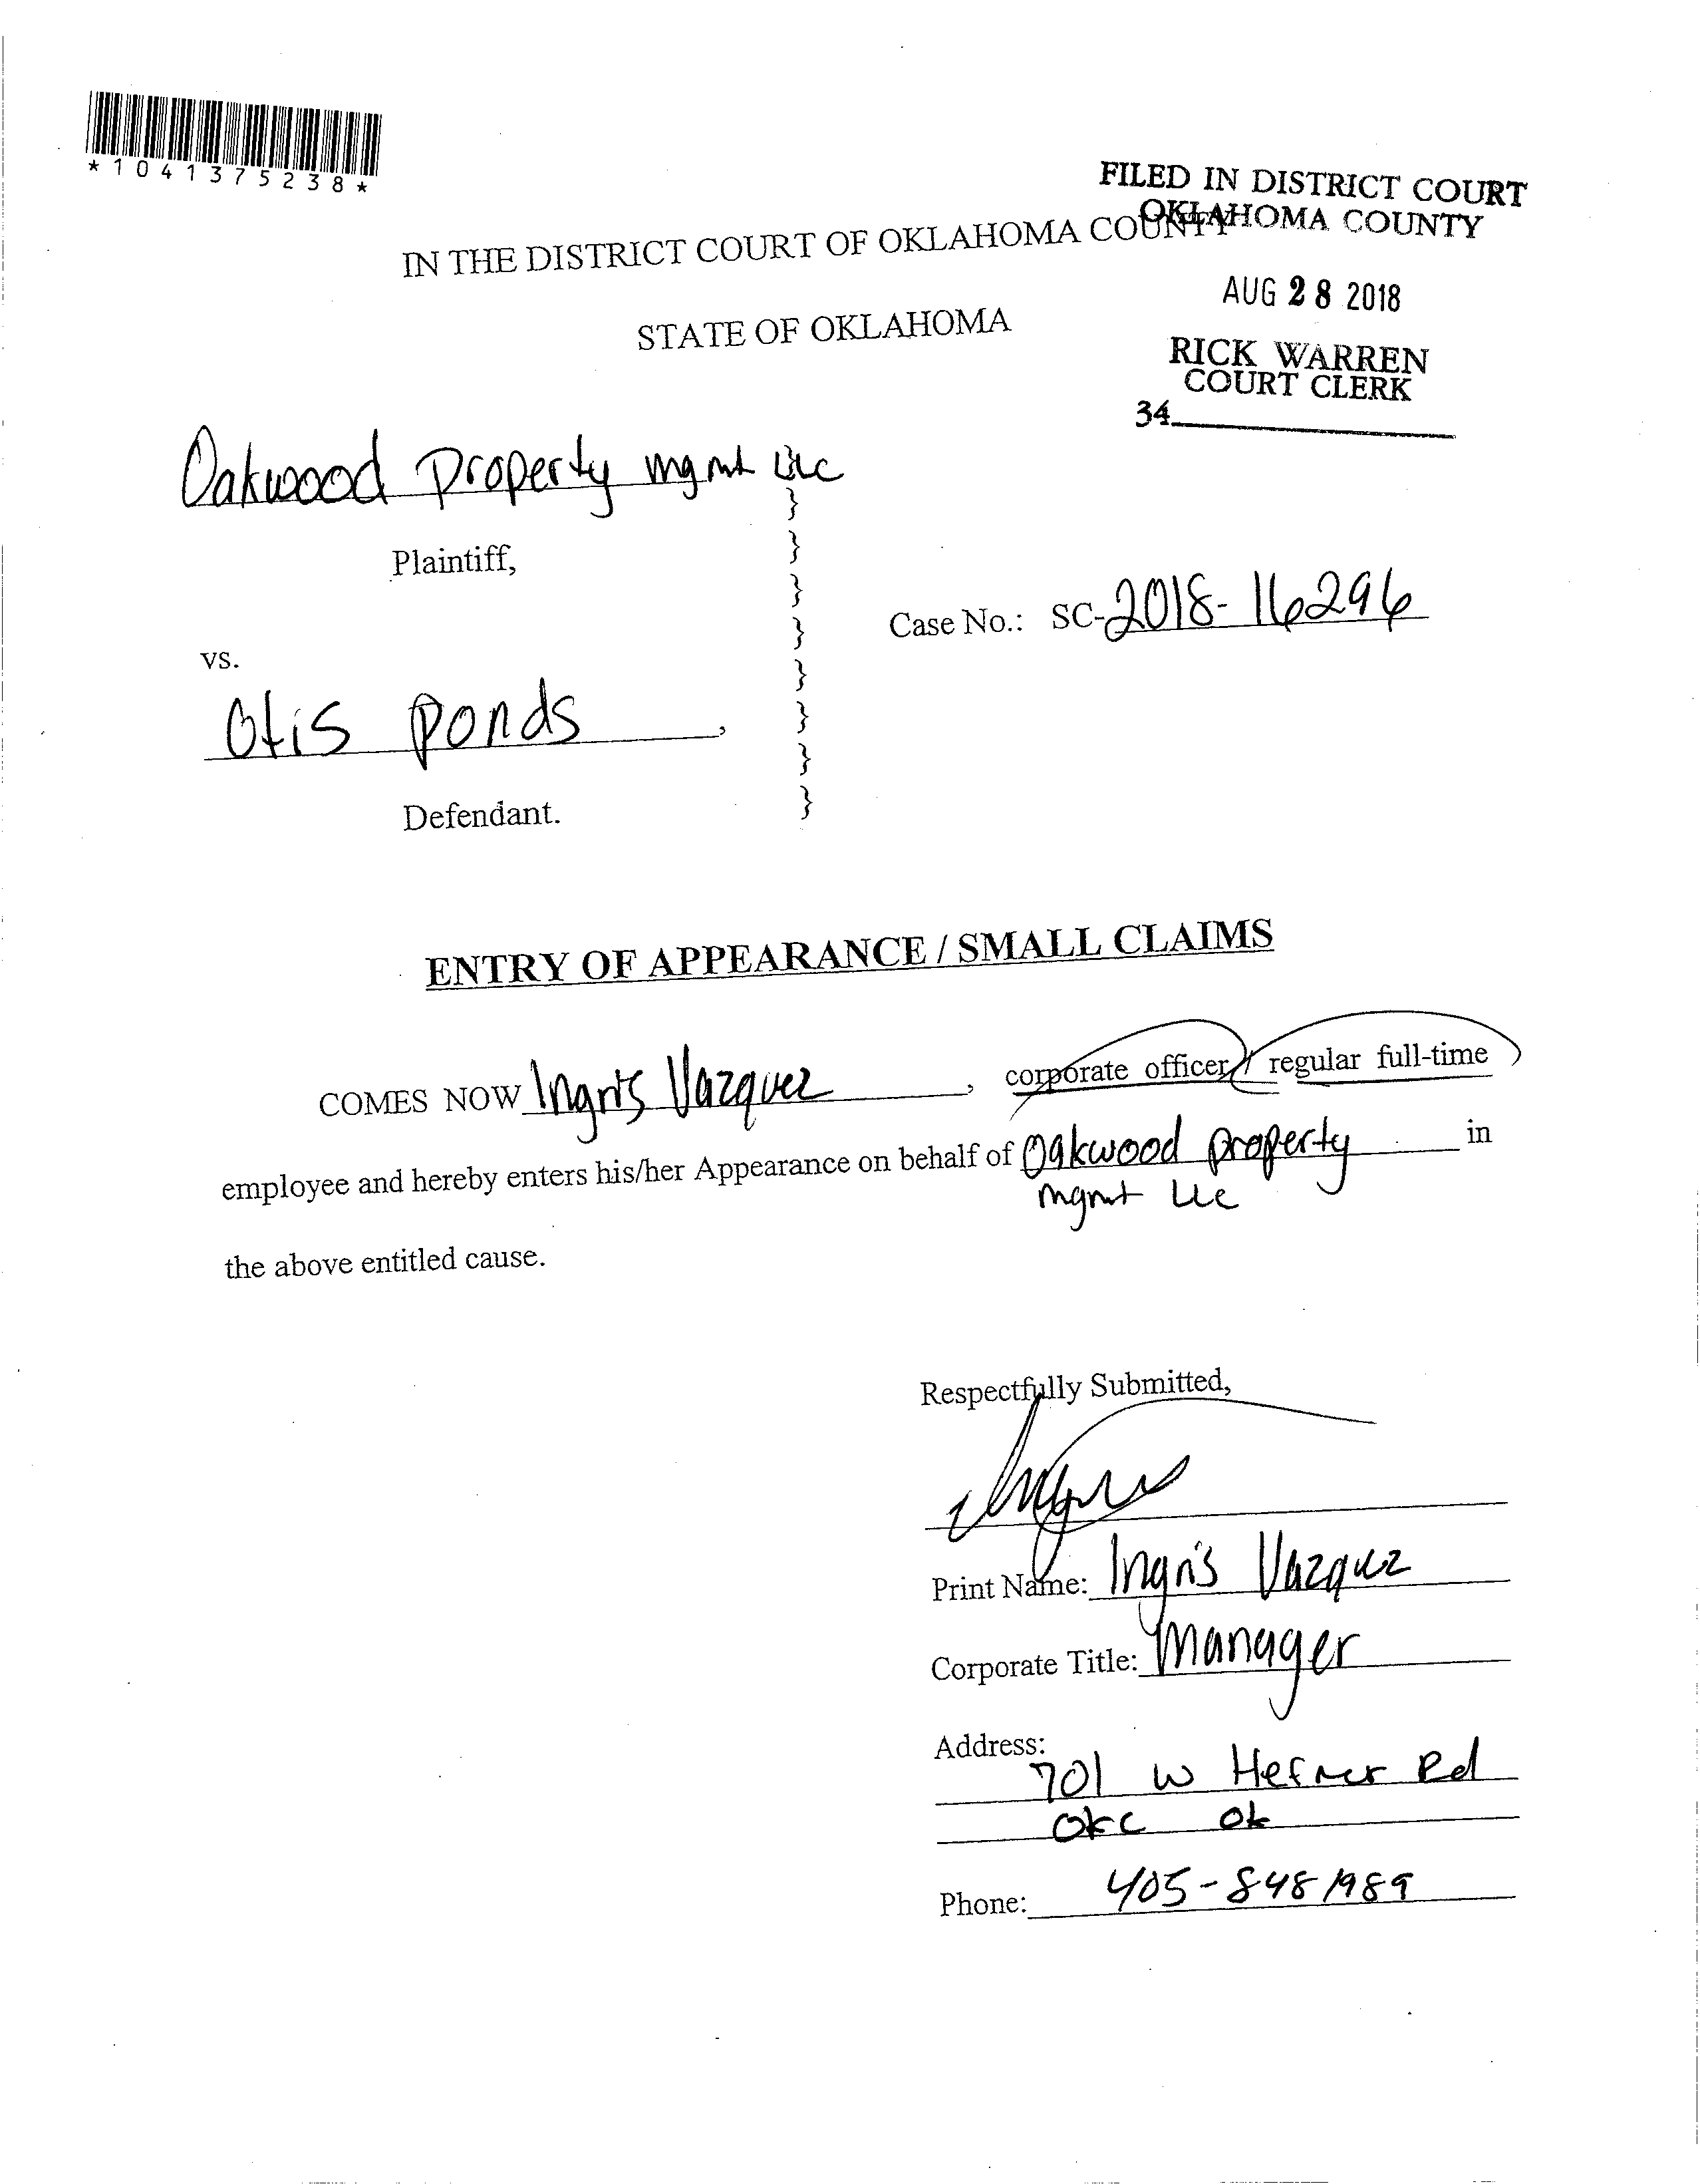 *1041375238*
FILED IN DISTRICT COURT
OKLAHOMA COUNTY
IN THE DISTRICT COURT OF OKLAHOMA COUNTY
AUG 28 2018
STATE OF OKLAHOMA
RICK WARREN
COURT CLERK
34
Oakwood Property mgmt LLC
}
Plaintiff,
}
}
Case No.: SC-2018-16296
}
vs.
}
Otis Ponds,
}
}
Defendant.
}
ENTRY OF APPEARANCE / SMALL CLAIMS
COMES NOW Ingris Vazquez, corporate officer / regular full-time
employee and hereby enters his/her Appearance on behalf of Oakwood property in
mgmt LLC
the above entitled cause.
Respectfully Submitted,
Print Name: Ingris Vazquez
Corporate Title: Manager
Address:
701 W Hefner Rd
OKC OK
Phone: 405-848 1989